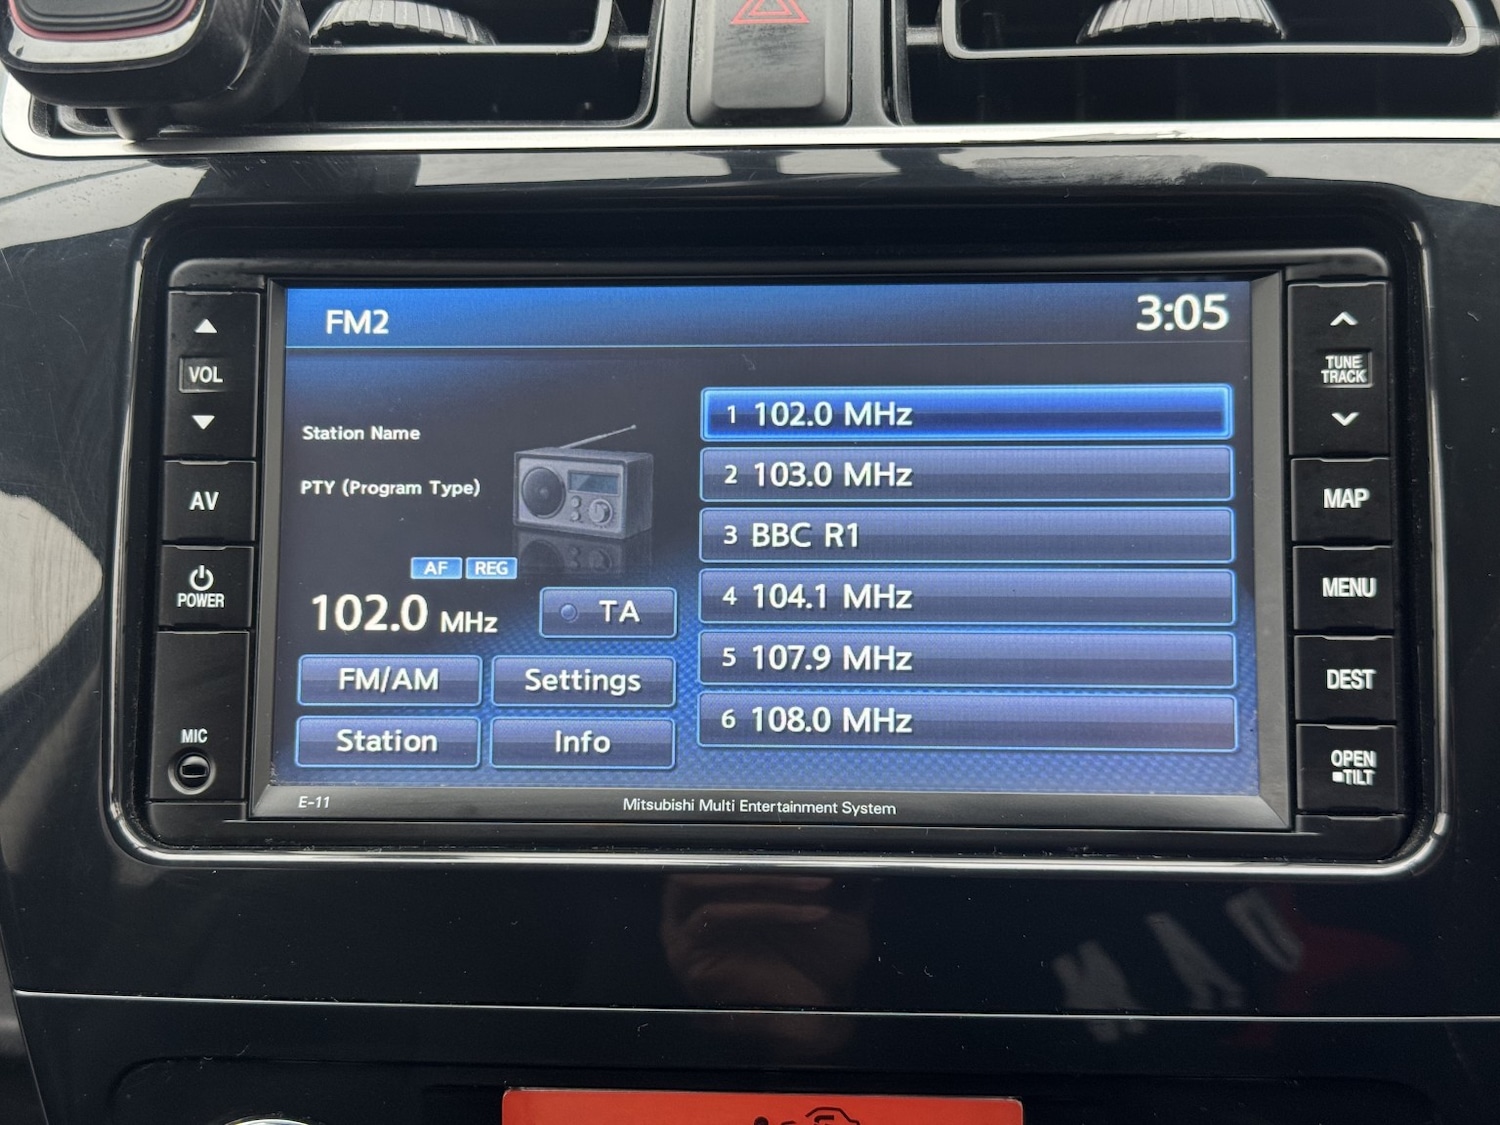 FM2
3:05
VOL
AV
POWER
MIC
Station Name
PTY (Program Type)
AF REG
102.0 MHz
TA
FM/AM
Settings
Station
Info
1 102.0 MHz
2 103.0 MHz
3 BBC R1
4 104.1 MHz
5 107.9 MHz
6 108.0 MHz
TUNE
TRACK
MAP
MENU
DEST
OPEN
TILT
E-11
Mitsubishi Multi Entertainment System